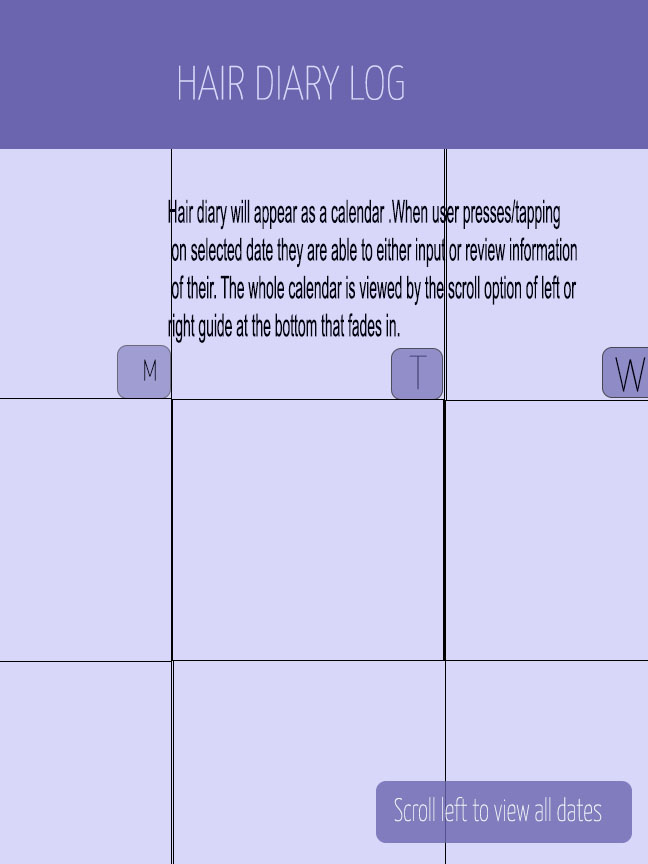 HAIR DIARY LOG
Hair diary will appear as a calendar .When user presses/tapping
on selected date they are able to either input or review information
of their. The whole calendar is viewed by the scroll option of left or
right guide at the bottom that fades in.
M
T
W
Scroll left to view all dates